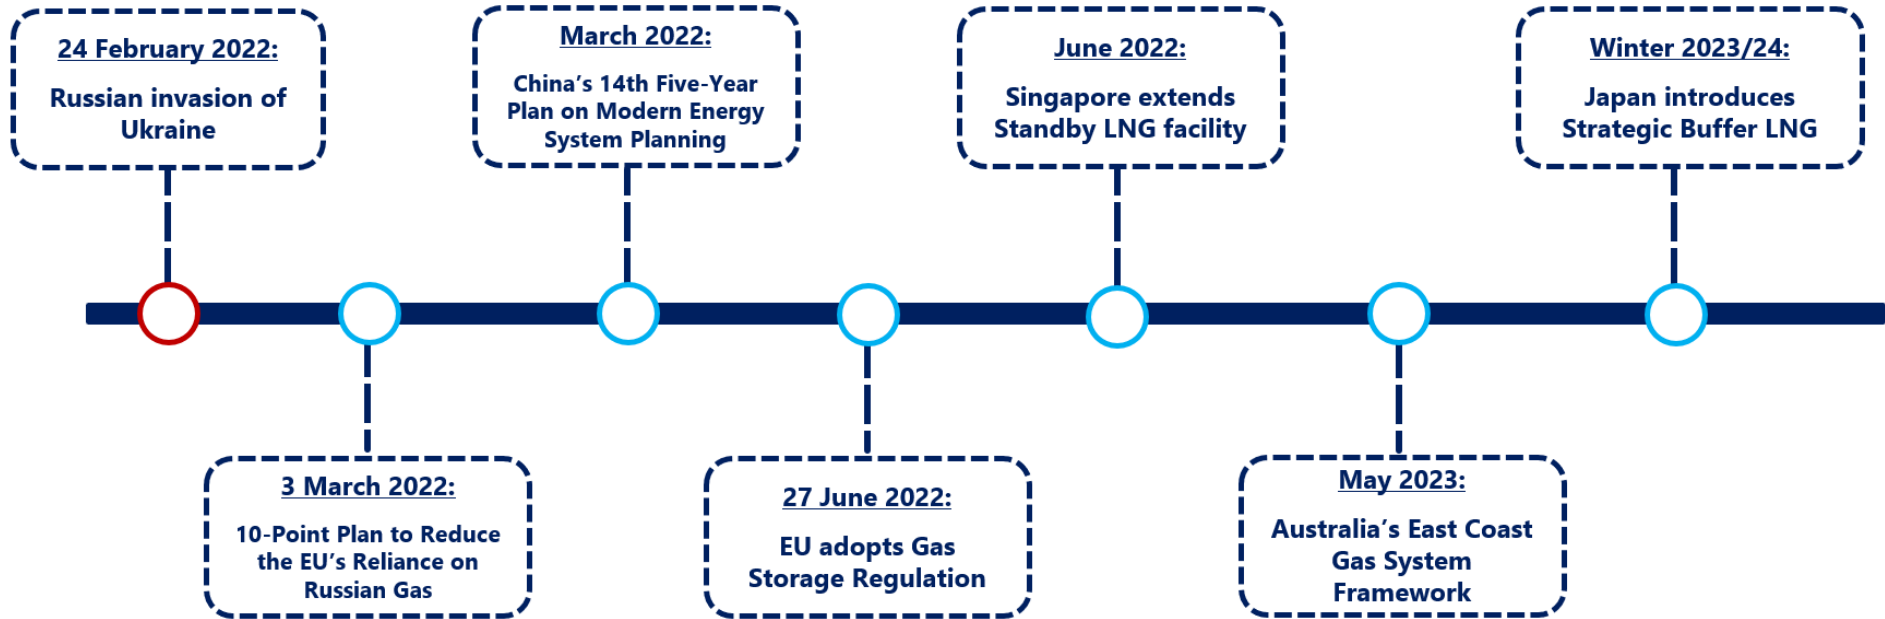 24 February 2022:
Russian invasion of
Ukraine
3 March 2022:
10-Point Plan to Reduce
the EU’s Reliance on
Russian Gas
March 2022:
China’s 14th Five-Year
Plan on Modern Energy
System Planning
27 June 2022:
EU adopts Gas
Storage Regulation
June 2022:
Singapore extends
Standby LNG facility
May 2023:
Australia’s East Coast
Gas System
Framework
Winter 2023/24:
Japan introduces
Strategic Buffer LNG